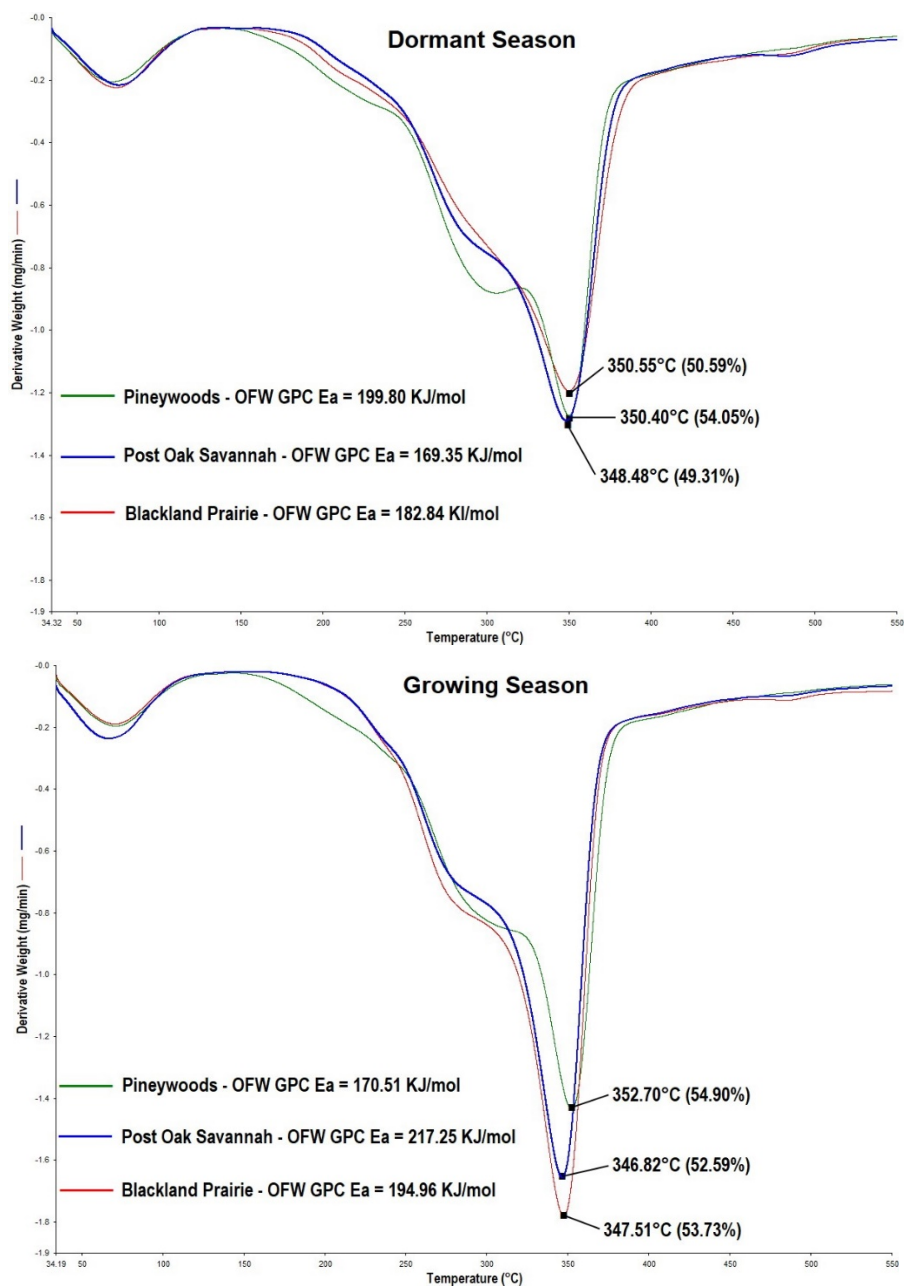 Dormant Season
-0.0
-0.2
-0.4
-0.6
-0.8
-1.0
-1.2
-1.4
-1.6
-1.8
-1.9
Derivative Weight (mg/min)
350.55°C (50.59%)
350.40°C (54.05%)
348.48°C (49.31%)
Pineywoods - OFW GPC Ea = 199.80 KJ/mol
Post Oak Savannah - OFW GPC Ea = 169.35 KJ/mol
Blackland Prairie - OFW GPC Ea = 182.84 Kl/mol
34.32 50 100 150 200 250 300 350 400 450 500 550
Temperature (°C)
Growing Season
-0.0
-0.2
-0.4
-0.6
-0.8
-1.0
-1.2
-1.4
-1.6
-1.8
-1.9
Derivative Weight (mg/min)
Pineywoods - OFW GPC Ea = 170.51 KJ/mol
Post Oak Savannah - OFW GPC Ea = 217.25 KJ/mol
Blackland Prairie - OFW GPC Ea = 194.96 KJ/mol
352.70°C (54.90%)
346.82°C (52.59%)
347.51°C (53.73%)
34.19 50 100 150 200 250 300 350 400 450 500 550
Temperature (°C)